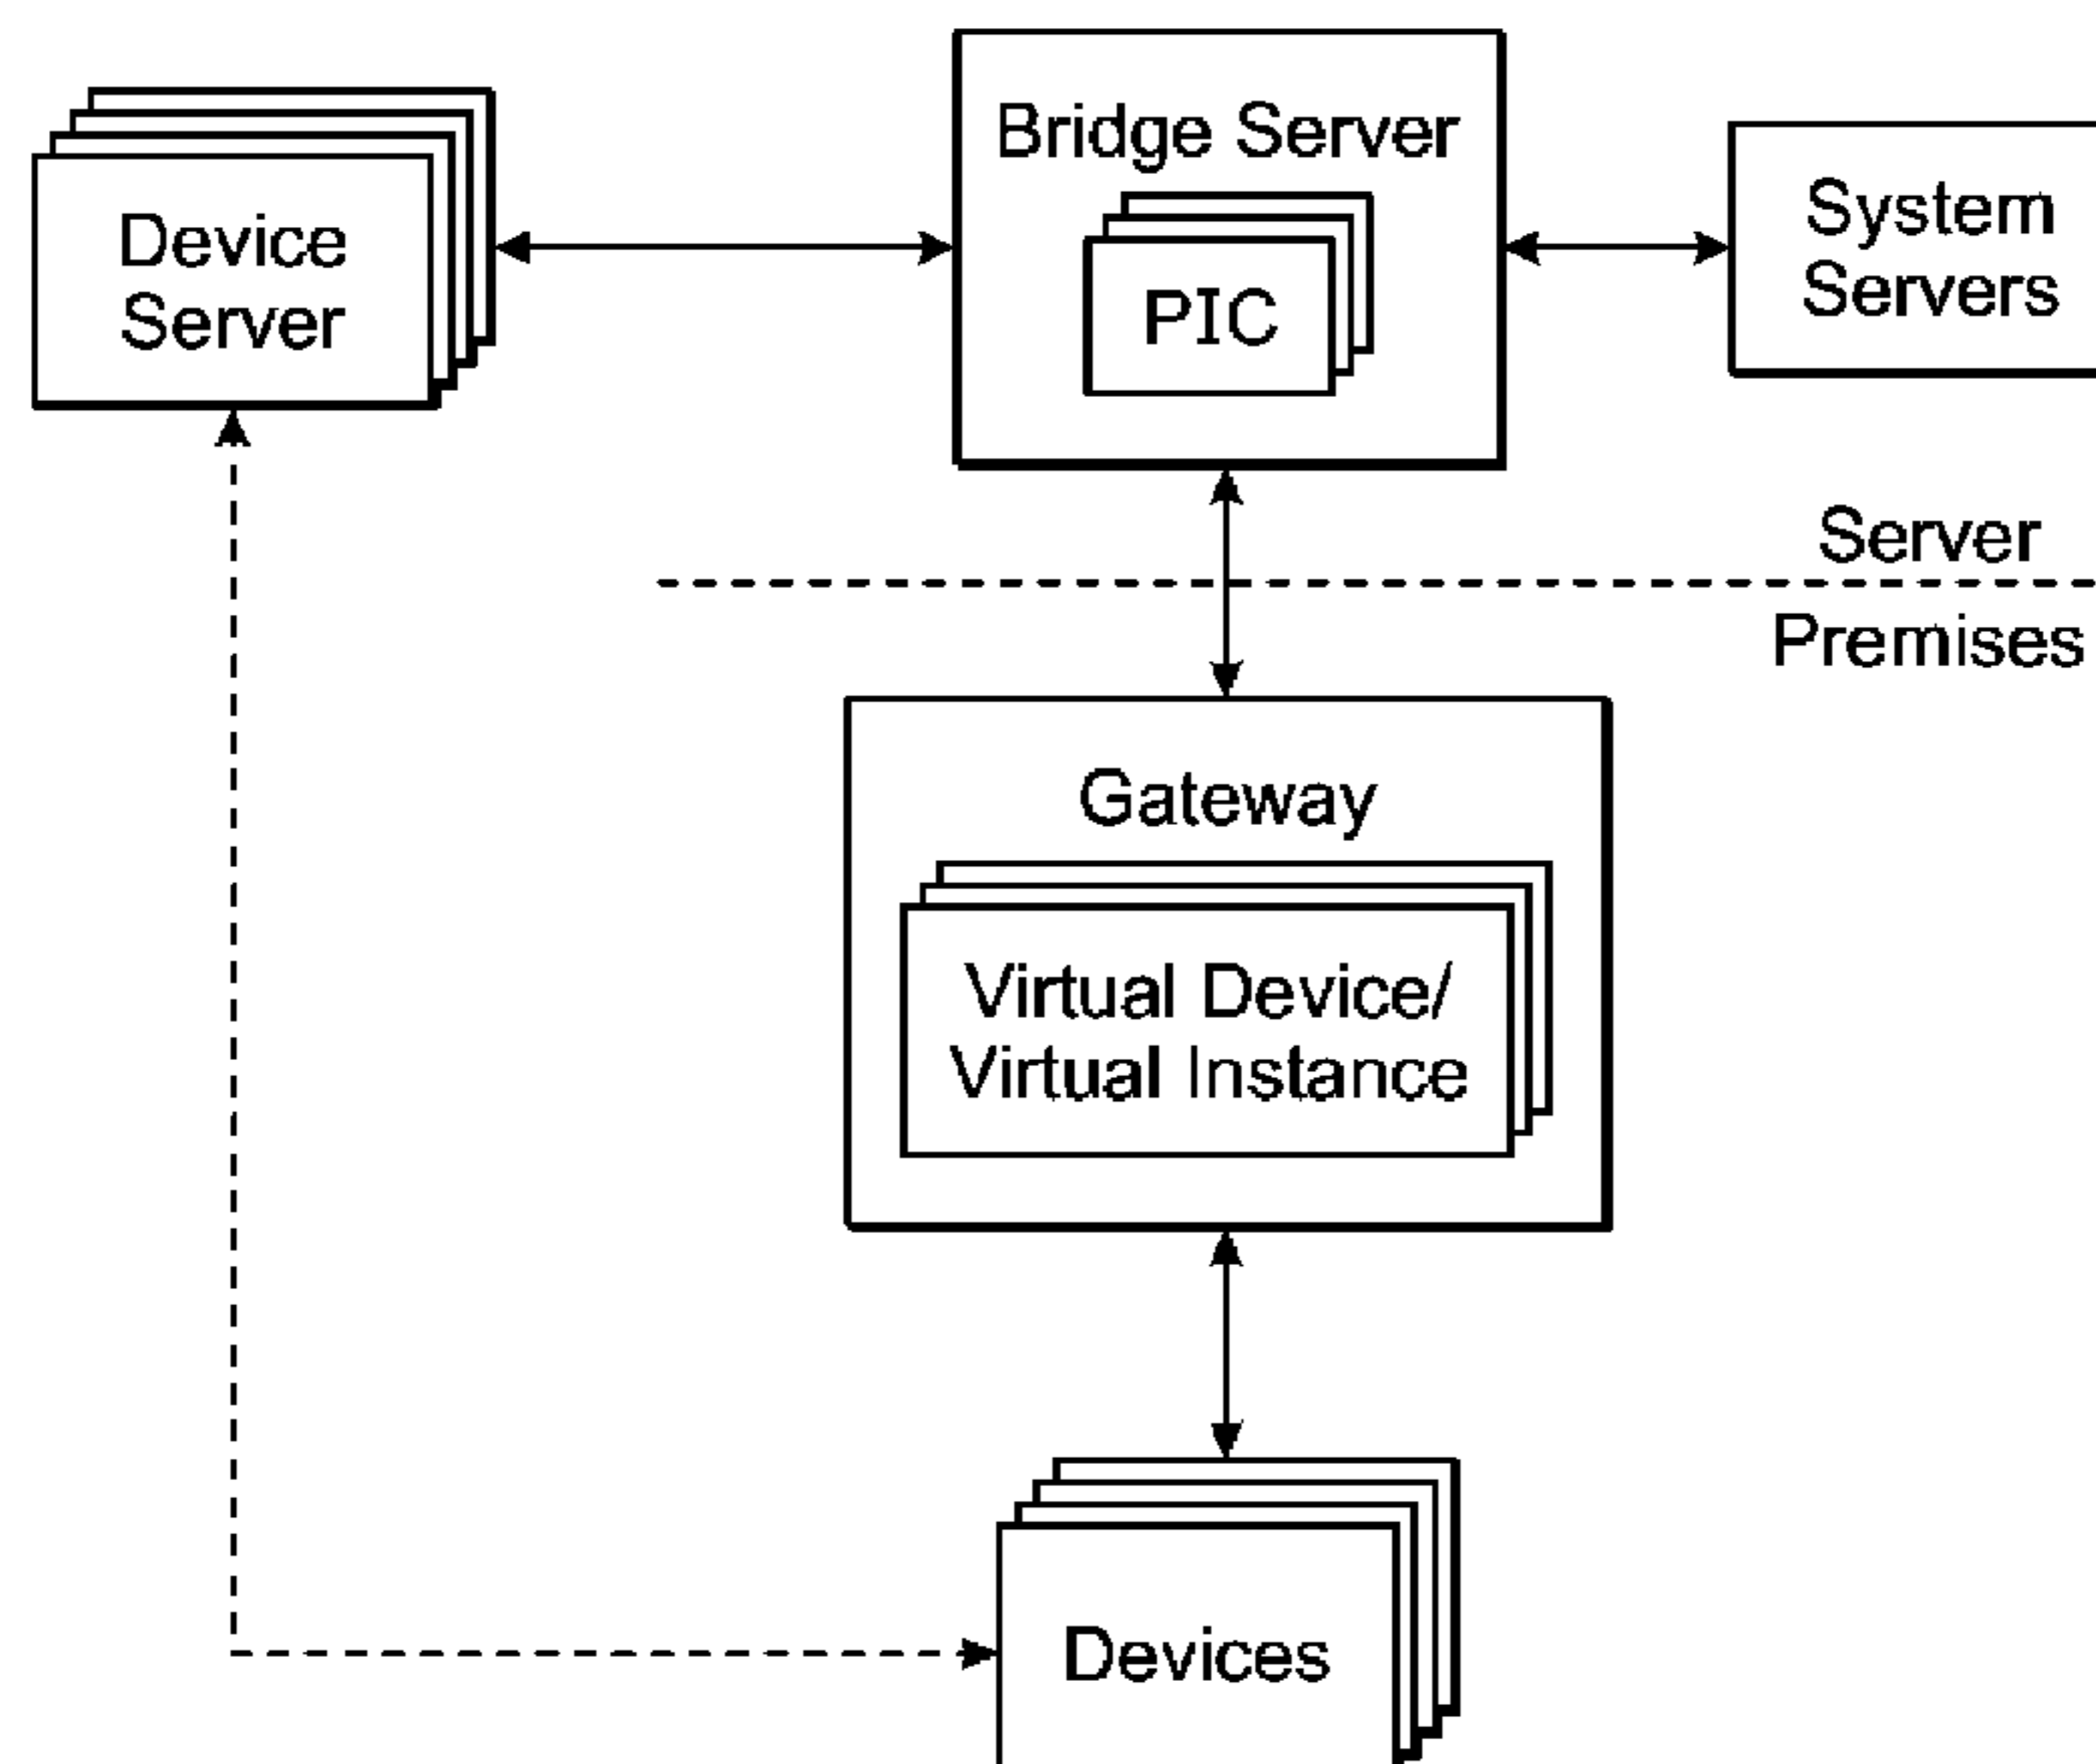 Bridge Server
Device
Server
PIC
System
Servers
Server
Premises
Gateway
Virtual Device/
Virtual Instance
Devices